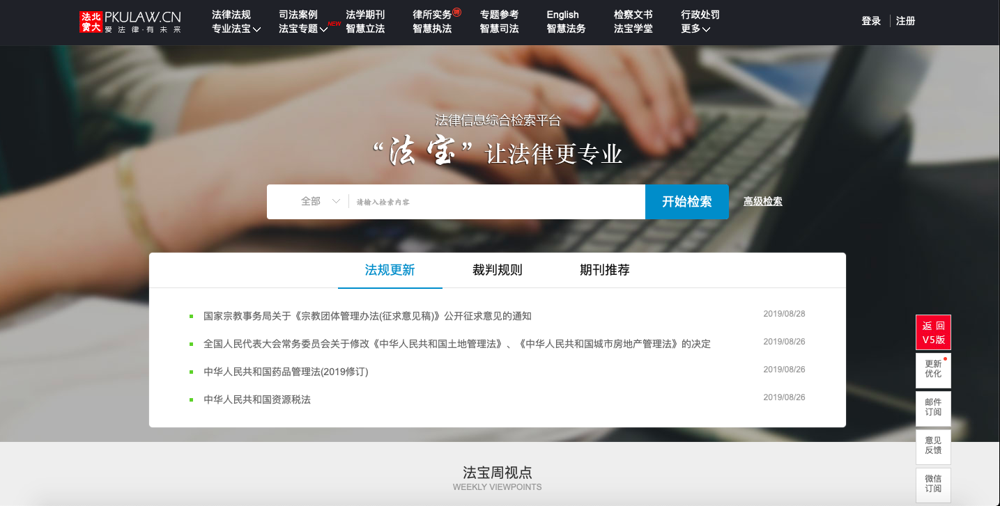 法北
寶大
PKULAW.CN
爱法律·有未来
法律法规 司法案例 法学期刊 律所实务 聘 专题参考 English 检察文书 行政处罚
专业法宝 法宝专题 NEW 智慧立法 智慧执法 智慧司法 智慧法务 法宝学堂 更多
登录 注册
法律信息综合检索平台
“法宝”让法律更专业
全部 请输入检索内容 开始检索 高级检索
法规更新 裁判规则 期刊推荐
国家宗教事务局关于《宗教团体管理办法(征求意见稿)》公开征求意见的通知 2019/08/28
全国人民代表大会常务委员会关于修改《中华人民共和国土地管理法》、《中华人民共和国城市房地产管理法》的决定 2019/08/26
中华人民共和国药品管理法(2019修订) 2019/08/26
中华人民共和国资源税法 2019/08/26
返回
V5版
更新
优化
邮件
订阅
意见
反馈
微信
订阅
法宝周视点
WEEKLY VIEWPOINTS